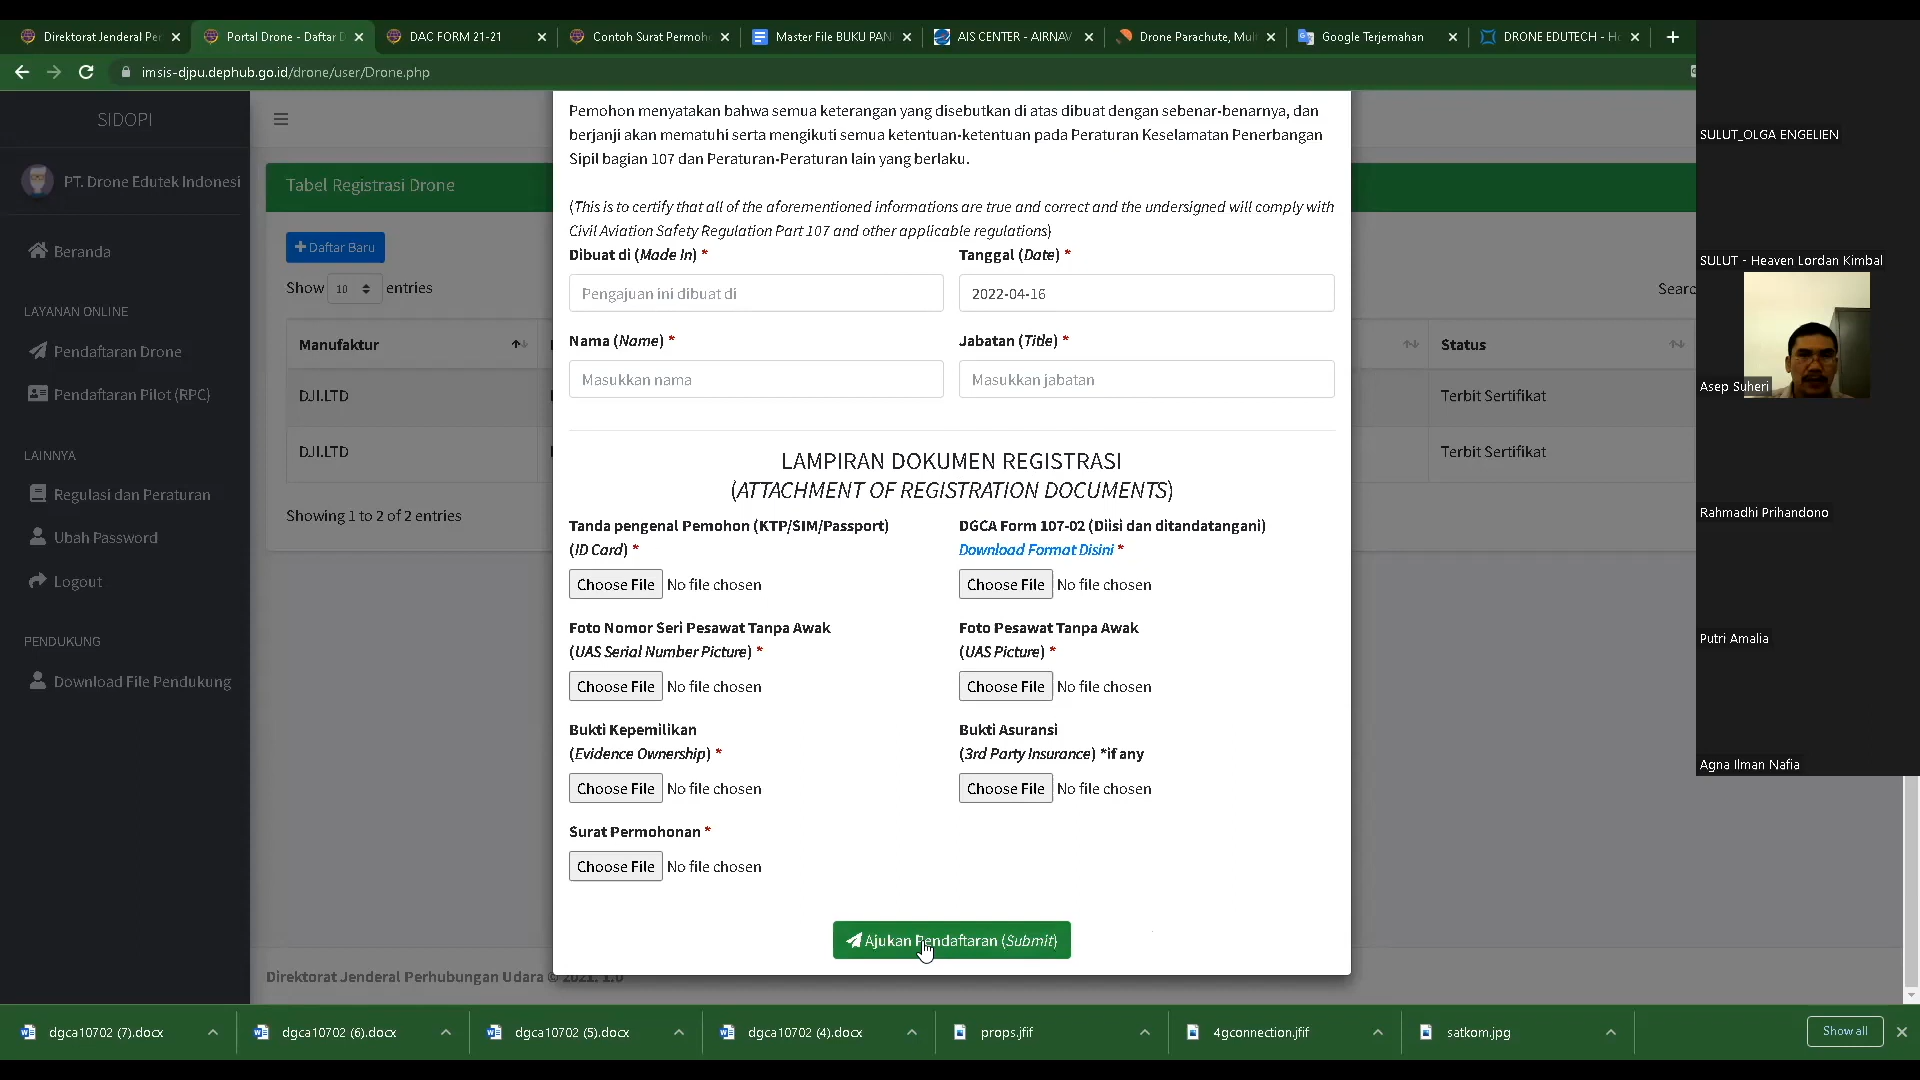 Direktorat Jenderal Per
Portal Drone - Daftar D
DAC FORM 21-21
Contoh Surat Permoh
Master File BUKU PAN
AIS CENTER - AIRNAV
Drone Parachute, Mul
Google Terjemahan
DRONE EDUTECH - H
imsis-djpu.dephub.go.id/drone/user/Drone.php
SIDOPI
PT. Drone Edutek Indonesi
Beranda
LAYANAN ONLINE
Pendaftaran Drone
Pendaftaran Pilot (RPC)
LAINNYA
Regulasi dan Peraturan
Ubah Password
Logout
PENDUKUNG
Download File Pendukung
Tabel Registrasi Drone
+ Daftar Baru
Show 10 entries
Searc
Manufaktur
Status
DJI.LTD
Terbit Sertifikat
DJI.LTD
Terbit Sertifikat
Showing 1 to 2 of 2 entries
Direktorat Jenderal Perhubungan Udara © 2021. 1.0
Pemohon menyatakan bahwa semua keterangan yang disebutkan di atas dibuat dengan sebenar-benarnya, dan
berjanji akan mematuhi serta mengikuti semua ketentuan-ketentuan pada Peraturan Keselamatan Penerbangan
Sipil bagian 107 dan Peraturan-Peraturan lain yang berlaku.
(This is to certify that all of the aforementioned informations are true and correct and the undersigned will comply with
Civil Aviation Safety Regulation Part 107 and other applicable regulations)
Dibuat di (Made In) *
Tanggal (Date) *
Pengajuan ini dibuat di
2022-04-16
Nama (Name) *
Jabatan (Title) *
Masukkan nama
Masukkan jabatan
LAMPIRAN DOKUMEN REGISTRASI
(ATTACHMENT OF REGISTRATION DOCUMENTS)
Tanda pengenal Pemohon (KTP/SIM/Passport)
(ID Card) *
Choose File No file chosen
DGCA Form 107-02 (Diisi dan ditandatangani)
Download Format Disini *
Choose File No file chosen
Foto Nomor Seri Pesawat Tanpa Awak
(UAS Serial Number Picture) *
Choose File No file chosen
Foto Pesawat Tanpa Awak
(UAS Picture) *
Choose File No file chosen
Bukti Kepemilikan
(Evidence Ownership) *
Choose File No file chosen
Bukti Asuransi
(3rd Party Insurance) *if any
Choose File No file chosen
Surat Permohonan *
Choose File No file chosen
Ajukan Pendaftaran (Submit)
SULUT_OLGA ENGELIEN
SULUT - Heaven Lordan Kimbal
Asep Suheri
Rahmadhi Prihandono
Putri Amalia
Agna Ilman Nafia
dgca10702 (7).docx
dgca10702 (6).docx
dgca10702 (5).docx
dgca10702 (4).docx
props.jfif
4gconnection.jfif
satkom.jpg
Show all